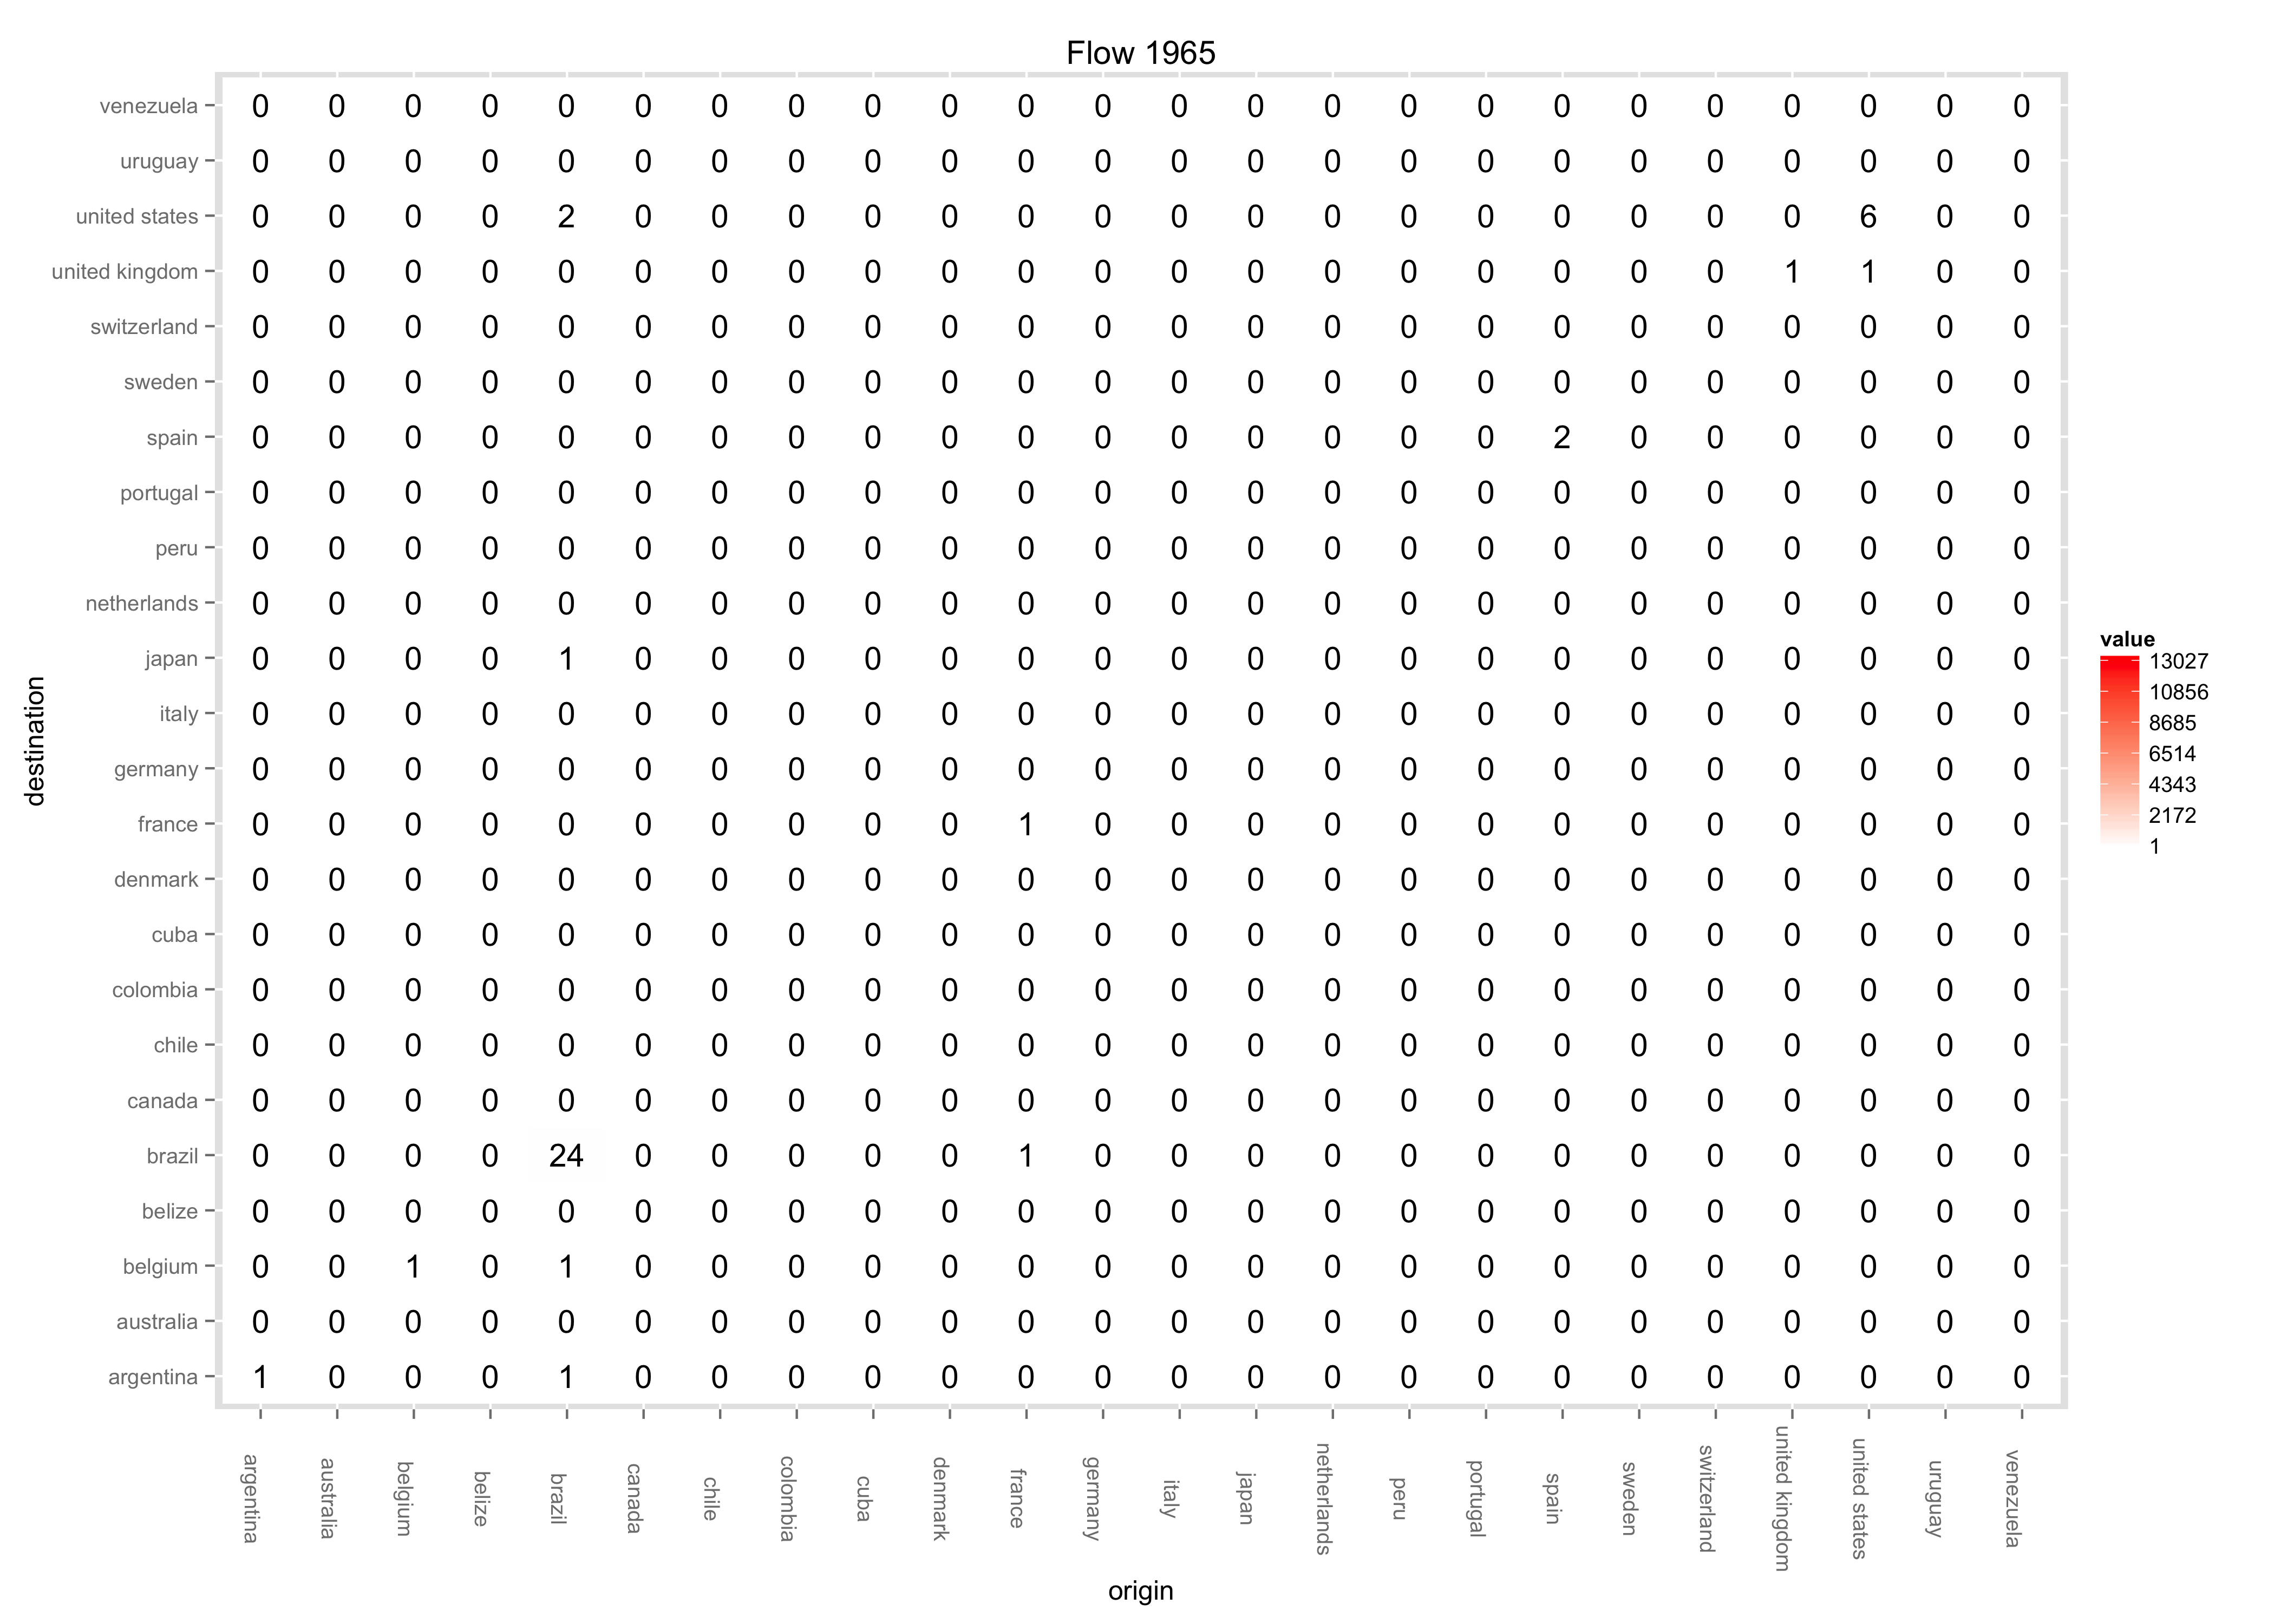 Flow 1965
venezuela 0 0 0 0 0 0 0 0 0 0 0 0 0 0 0 0 0 0 0 0 0 0 0 0
uruguay 0 0 0 0 0 0 0 0 0 0 0 0 0 0 0 0 0 0 0 0 0 0 0 0
united states 0 0 0 0 2 0 0 0 0 0 0 0 0 0 0 0 0 0 0 0 0 6 0 0
united kingdom 0 0 0 0 0 0 0 0 0 0 0 0 0 0 0 0 0 0 0 0 1 1 0 0
switzerland 0 0 0 0 0 0 0 0 0 0 0 0 0 0 0 0 0 0 0 0 0 0 0 0
sweden 0 0 0 0 0 0 0 0 0 0 0 0 0 0 0 0 0 0 0 0 0 0 0 0
spain 0 0 0 0 0 0 0 0 0 0 0 0 0 0 0 0 0 2 0 0 0 0 0 0
portugal 0 0 0 0 0 0 0 0 0 0 0 0 0 0 0 0 0 0 0 0 0 0 0 0
peru 0 0 0 0 0 0 0 0 0 0 0 0 0 0 0 0 0 0 0 0 0 0 0 0
netherlands 0 0 0 0 0 0 0 0 0 0 0 0 0 0 0 0 0 0 0 0 0 0 0 0
japan 0 0 0 0 1 0 0 0 0 0 0 0 0 0 0 0 0 0 0 0 0 0 0 0
italy 0 0 0 0 0 0 0 0 0 0 0 0 0 0 0 0 0 0 0 0 0 0 0 0
germany 0 0 0 0 0 0 0 0 0 0 0 0 0 0 0 0 0 0 0 0 0 0 0 0
france 0 0 0 0 0 0 0 0 0 0 1 0 0 0 0 0 0 0 0 0 0 0 0 0
denmark 0 0 0 0 0 0 0 0 0 0 0 0 0 0 0 0 0 0 0 0 0 0 0 0
cuba 0 0 0 0 0 0 0 0 0 0 0 0 0 0 0 0 0 0 0 0 0 0 0 0
colombia 0 0 0 0 0 0 0 0 0 0 0 0 0 0 0 0 0 0 0 0 0 0 0 0
chile 0 0 0 0 0 0 0 0 0 0 0 0 0 0 0 0 0 0 0 0 0 0 0 0
canada 0 0 0 0 0 0 0 0 0 0 0 0 0 0 0 0 0 0 0 0 0 0 0 0
brazil 0 0 0 0 24 0 0 0 0 0 1 0 0 0 0 0 0 0 0 0 0 0 0 0
belize 0 0 0 0 0 0 0 0 0 0 0 0 0 0 0 0 0 0 0 0 0 0 0 0
belgium 0 0 1 0 1 0 0 0 0 0 0 0 0 0 0 0 0 0 0 0 0 0 0 0
australia 0 0 0 0 0 0 0 0 0 0 0 0 0 0 0 0 0 0 0 0 0 0 0 0
argentina 1 0 0 0 1 0 0 0 0 0 0 0 0 0 0 0 0 0 0 0 0 0 0 0
argentina
australia
belgium
belize
brazil
canada
chile
colombia
cuba
denmark
france
germany
italy
japan
netherlands
peru
portugal
spain
sweden
switzerland
united kingdom
united states
uruguay
venezuela
origin
destination
value
13027
10856
8685
6514
4343
2172
1